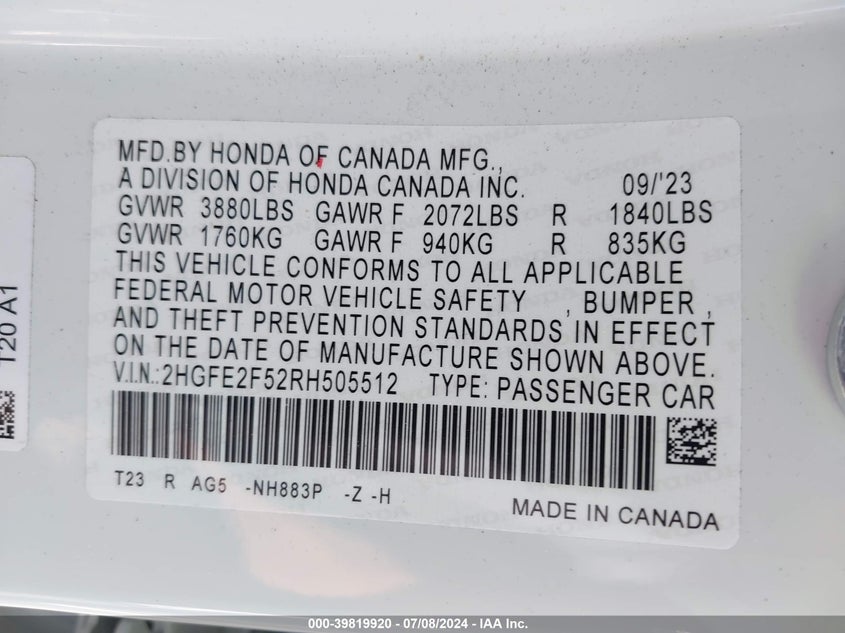 MFD.BY HONDA OF CANADA MFG.,
A DIVISION OF HONDA CANADA INC. 09/'23
GVWR 3880LBS GAWR F 2072LBS R 1840LBS
GVWR 1760KG GAWR F 940KG R 835KG
THIS VEHICLE CONFORMS TO ALL APPLICABLE
FEDERAL MOTOR VEHICLE SAFETY , BUMPER ,
AND THEFT PREVENTION STANDARDS IN EFFECT
ON THE DATE OF MANUFACTURE SHOWN ABOVE.
V.I.N.:2HGFE2F52RH505512 TYPE: PASSENGER CAR
T23 R AG5 -NH883P -Z -H
MADE IN CANADA
T20 A1
000-39819920 | 07/08/2024 | IAA Inc.